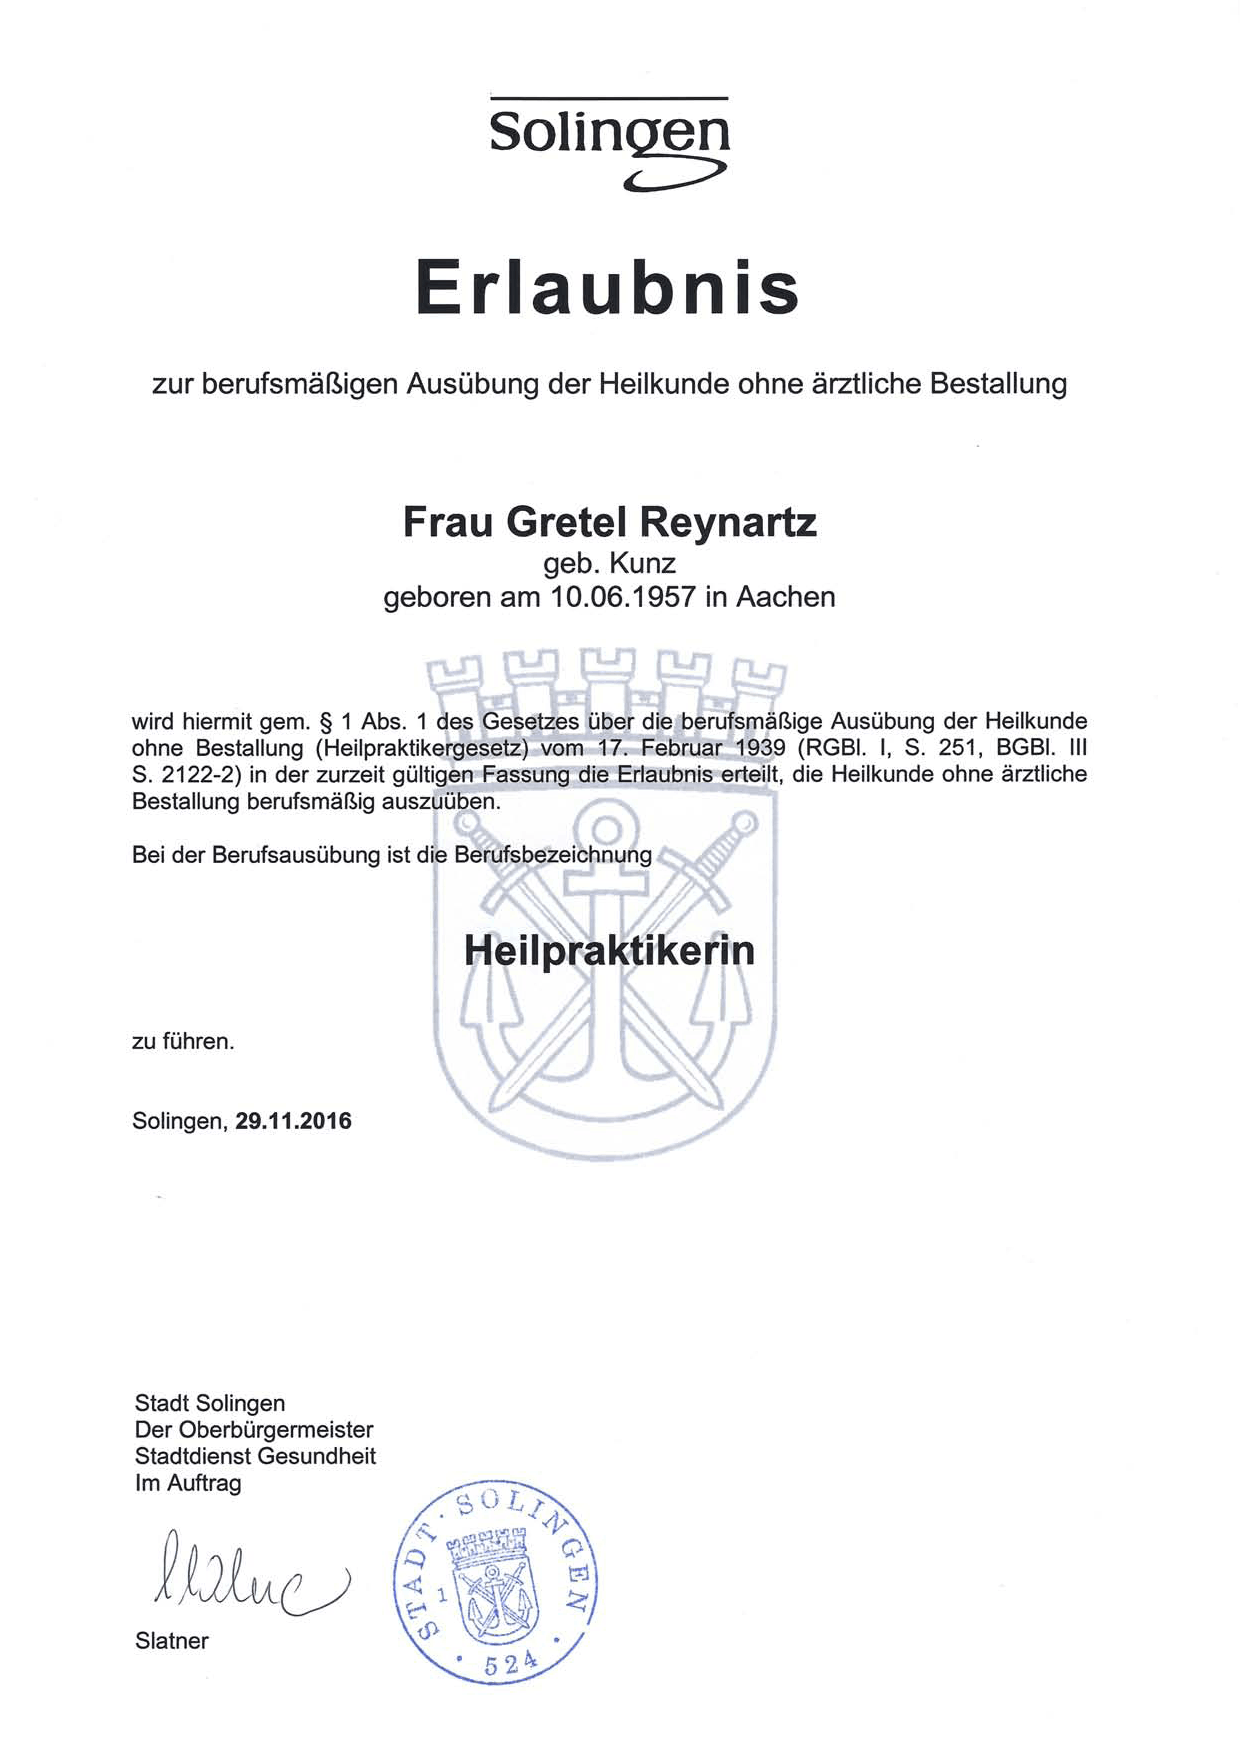 Solingen
Erlaubnis
zur berufsmäßigen Ausübung der Heilkunde ohne ärztliche Bestallung
Frau Gretel Reynartz
geb. Kunz
geboren am 10.06.1957 in Aachen
wird hiermit gem. § 1 Abs. 1 des Gesetzes über die berufsmäßige Ausübung der Heilkunde
ohne Bestallung (Heilpraktikergesetz) vom 17. Februar 1939 (RGBl. I, S. 251, BGBl. III
S. 2122-2) in der zurzeit gültigen Fassung die Erlaubnis erteilt, die Heilkunde ohne ärztliche
Bestallung berufsmäßig auszuüben.
Bei der Berufsausübung ist die Berufsbezeichnung
Heilpraktikerin
zu führen.
Solingen, 29.11.2016
Stadt Solingen
Der Oberbürgermeister
Stadtdienst Gesundheit
Im Auftrag
Slatner
STADT · SOLINGEN
1
· 524 ·